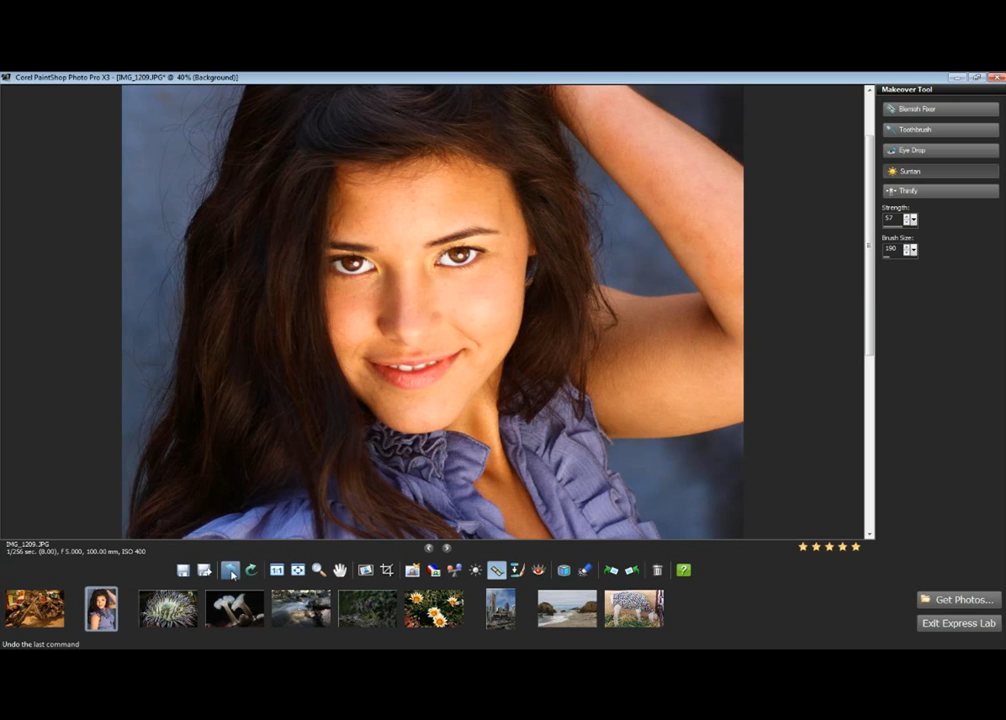 Corel PaintShop Photo Pro X3 - [IMG_1209.JPG* @ 40% (Background)]
Makeover Tool
Blemish Fixer
Toothbrush
Eye Drop
Suntan
Thinify
Strength:
57
Brush Size:
190
IMG_1209.JPG
1/256 sec. (8.00), f 5.000, 100.00 mm, ISO 400
1:1
?
Get Photos...
Exit Express Lab
Undo the last command